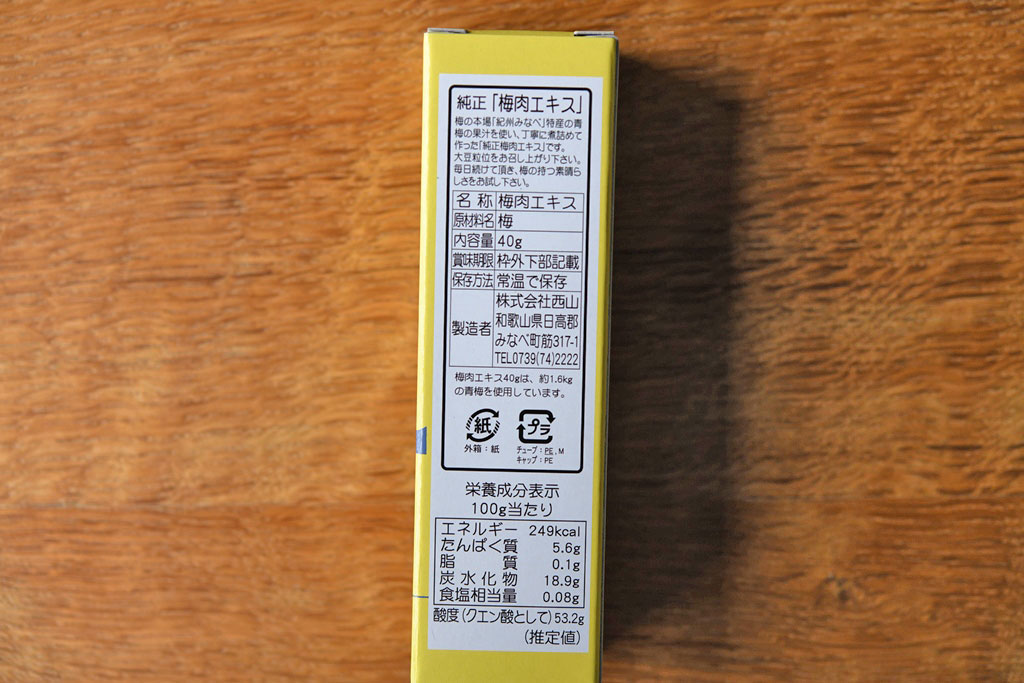 純正「梅肉エキス」
梅の本場「紀州みなべ」特産の青
梅の果汁を使い、丁寧に煮詰めて
作った「純正梅肉エキス」です。
大豆粒位をお召し上がり下さい。
毎日続けて頂き、梅の持つ素晴ら
しさをお試し下さい。
名称 梅肉エキス
原材料名 梅
内容量 40g
賞味期限 枠外下部記載
保存方法 常温で保存
製造者 株式会社西山
和歌山県日高郡
みなべ町筋317-1
TEL0739(74)2222
梅肉エキス40gは、約1.6kg
の青梅を使用しています。
紙 プラ
外箱：紙 チューブ：PE,M
キャップ：PE
栄養成分表示
100g当たり
エネルギー 249kcal
たんぱく質 5.6g
脂質 0.1g
炭水化物 18.9g
食塩相当量 0.08g
酸度(クエン酸として)53.2g
(推定値)